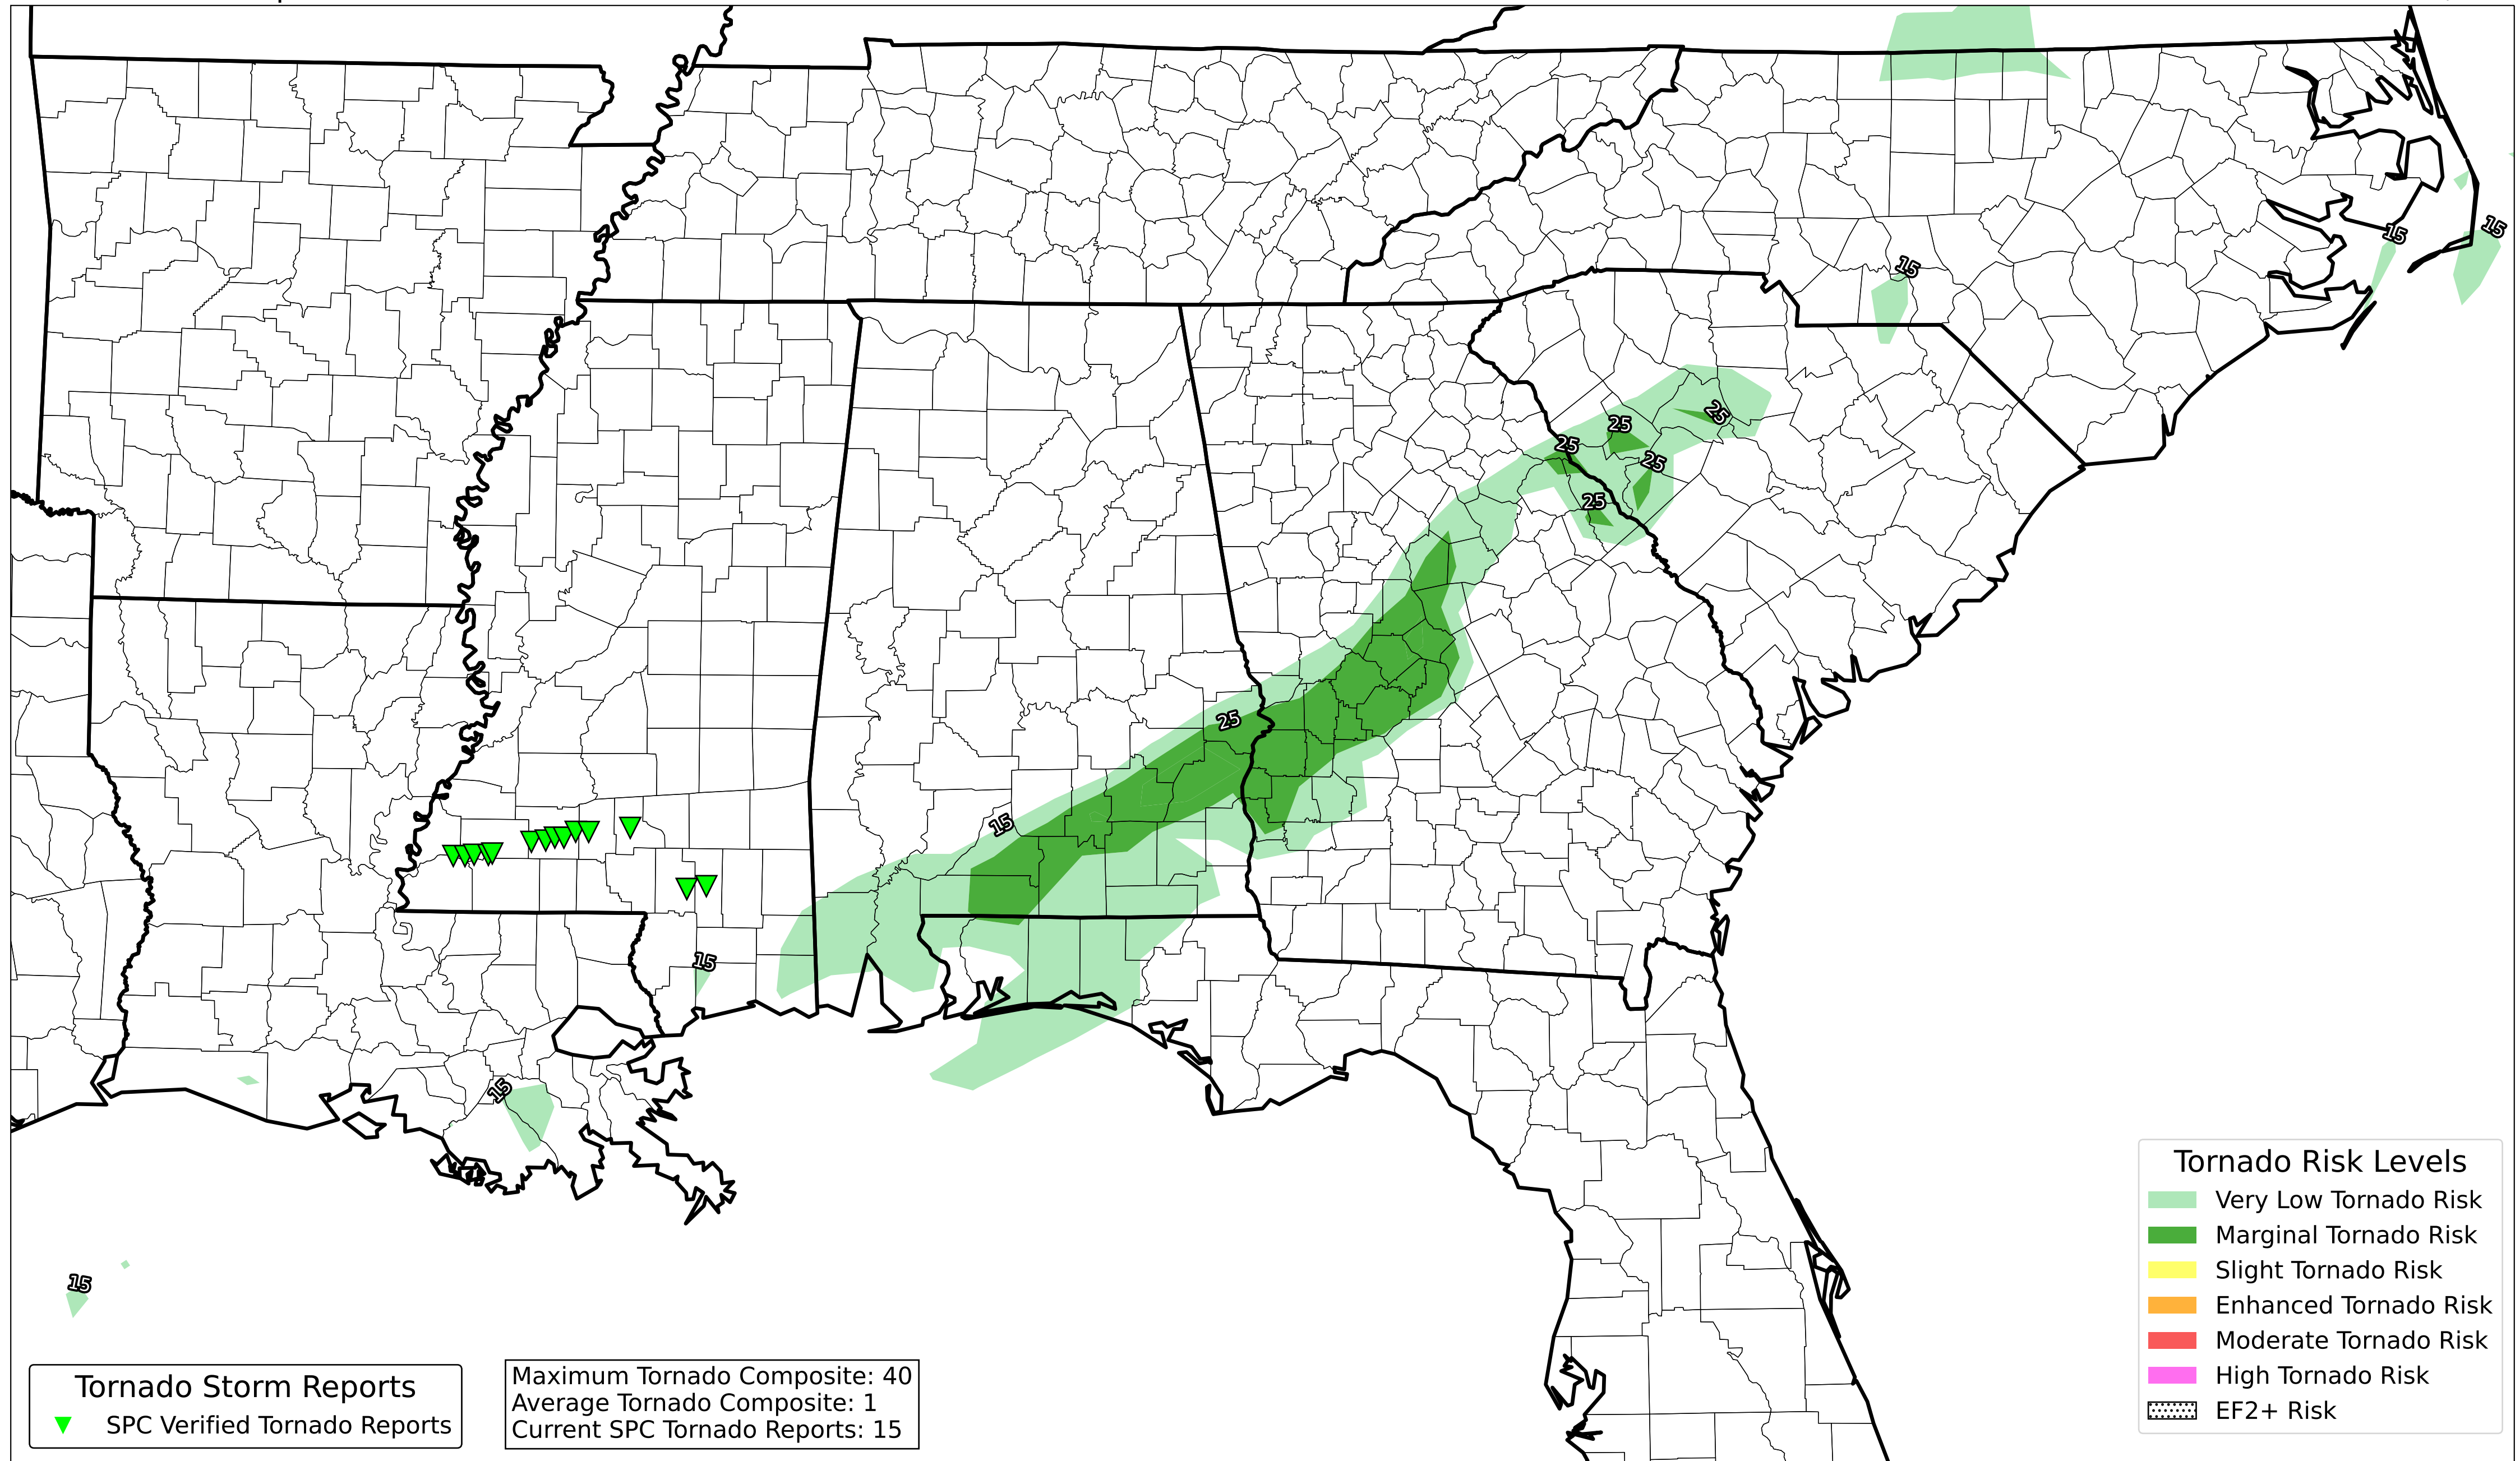 15
15
15
25
25
25
25
25
25
15
15
15
15
Tornado Risk Levels
Very Low Tornado Risk
Marginal Tornado Risk
Slight Tornado Risk
Enhanced Tornado Risk
Moderate Tornado Risk
High Tornado Risk
EF2+ Risk
Tornado Storm Reports
SPC Verified Tornado Reports
Maximum Tornado Composite: 40
Average Tornado Composite: 1
Current SPC Tornado Reports: 15